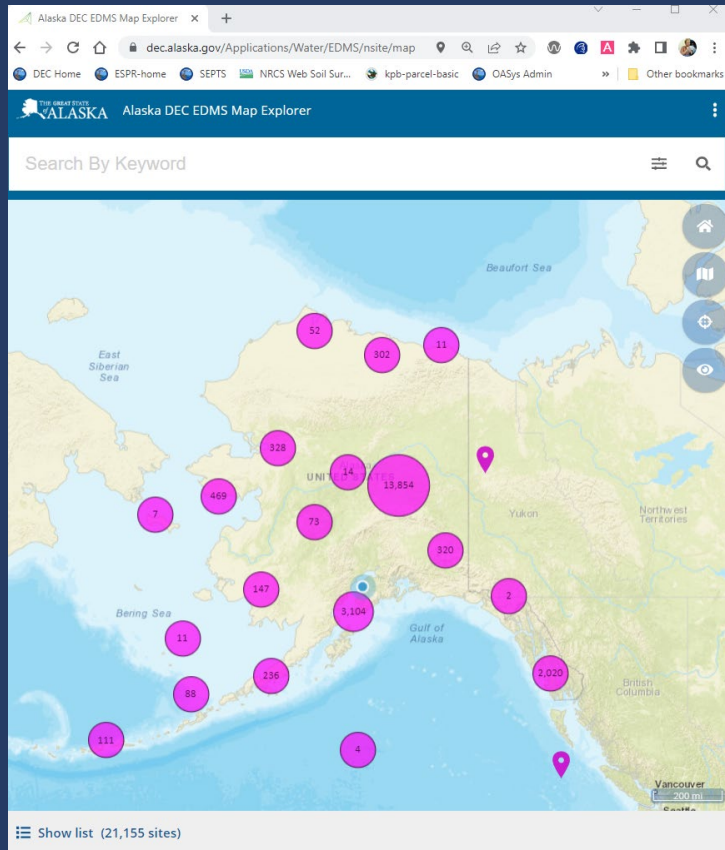 Alaska DEC EDMS Map Explorer
dec.alaska.gov/Applications/Water/EDMS/nsite/map
DEC Home ESPR-home SEPTS NRCS Web Soil Sur... kpb-parcel-basic OASys Admin » Other bookmarks
THE GREAT STATE of ALASKA Alaska DEC EDMS Map Explorer
Search By Keyword
Beaufort Sea
52
11
302
East
Siberian
Sea
328
14
UNITED STATES
13,854
469
7
73
Yukon
Northwest
Territories
320
147
2
3,104
Bering Sea
11
Gulf of
Alaska
236
2,020
88
British
Columbia
111
4
Vancouver
200 mi
Seattle
Show list (21,155 sites)